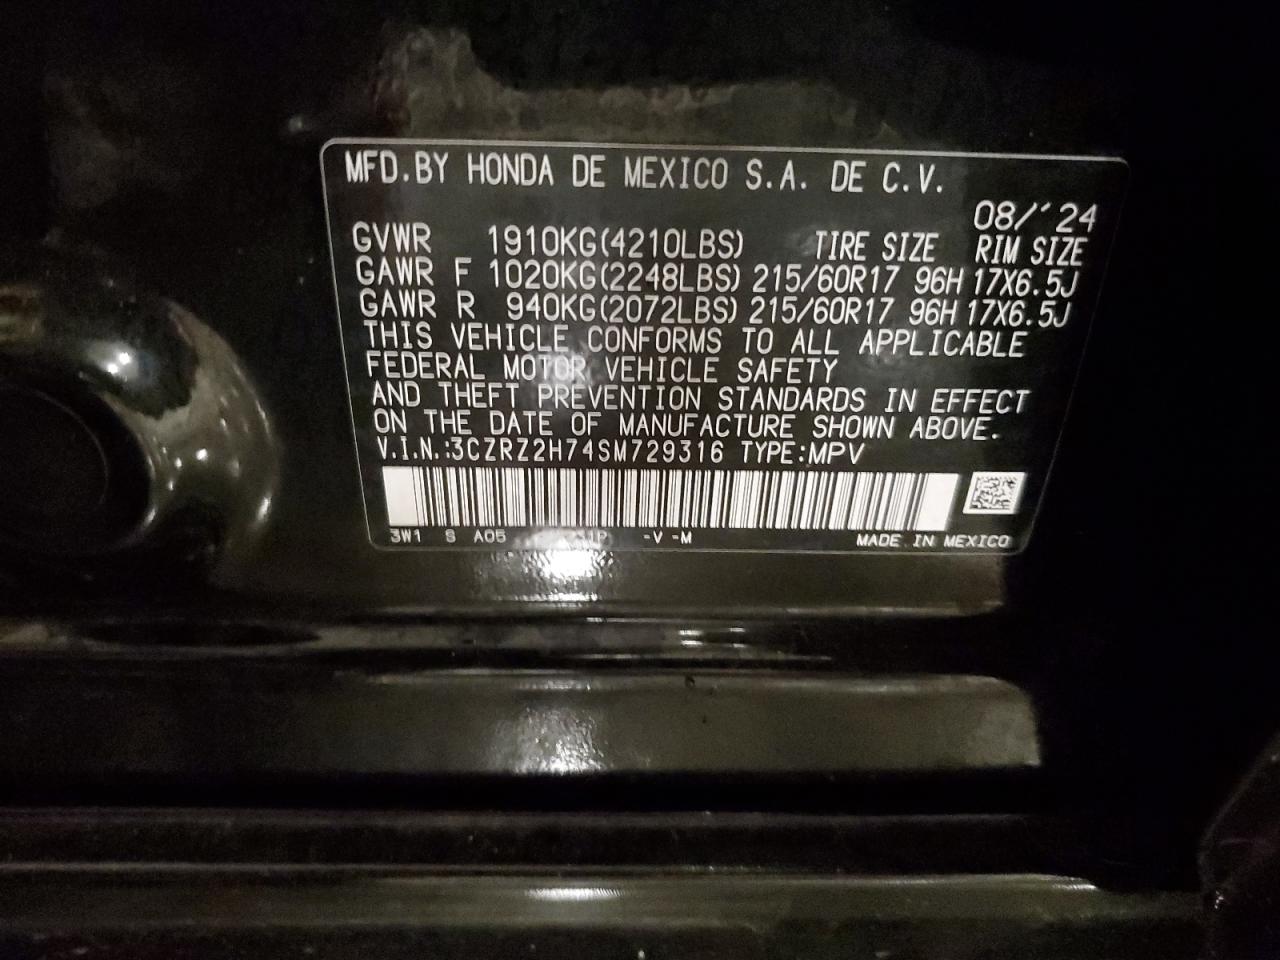 MFD.BY HONDA DE MEXICO S.A. DE C.V.
08/'24
GVWR 1910KG(4210LBS) TIRE SIZE RIM SIZE
GAWR F 1020KG(2248LBS) 215/60R17 96H 17X6.5J
GAWR R 940KG(2072LBS) 215/60R17 96H 17X6.5J
THIS VEHICLE CONFORMS TO ALL APPLICABLE
FEDERAL MOTOR VEHICLE SAFETY
AND THEFT PREVENTION STANDARDS IN EFFECT
ON THE DATE OF MANUFACTURE SHOWN ABOVE.
V.I.N.:3CZRZ2H74SM729316 TYPE:MPV
3W1 S A05 -V -M MADE IN MEXICO